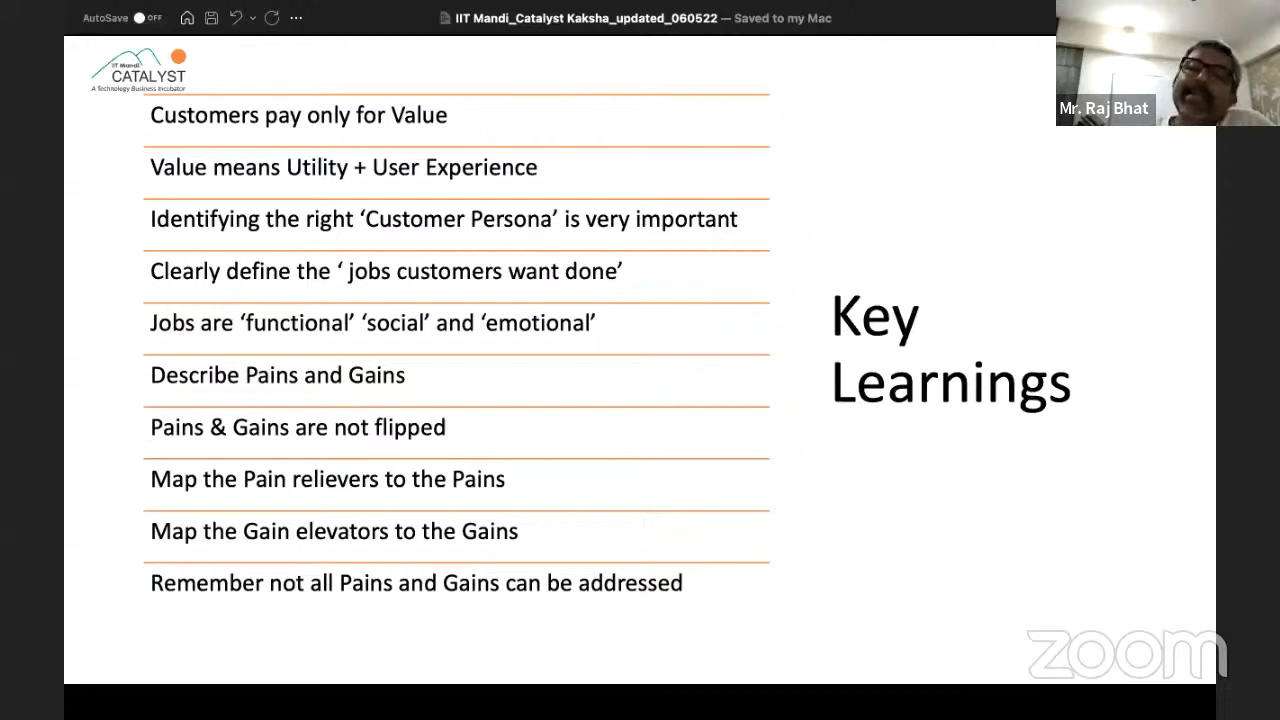 AutoSave OFF
IIT Mandi_Catalyst Kaksha_updated_060522 — Saved to my Mac
IIT Mandi
CATALYST
A Technology Business Incubator
Mr. Raj Bhat
Customers pay only for Value
Value means Utility + User Experience
Identifying the right ‘Customer Persona’ is very important
Clearly define the ‘ jobs customers want done’
Jobs are ‘functional’ ‘social’ and ‘emotional’
Describe Pains and Gains
Pains & Gains are not flipped
Map the Pain relievers to the Pains
Map the Gain elevators to the Gains
Remember not all Pains and Gains can be addressed
Key
Learnings
zoom